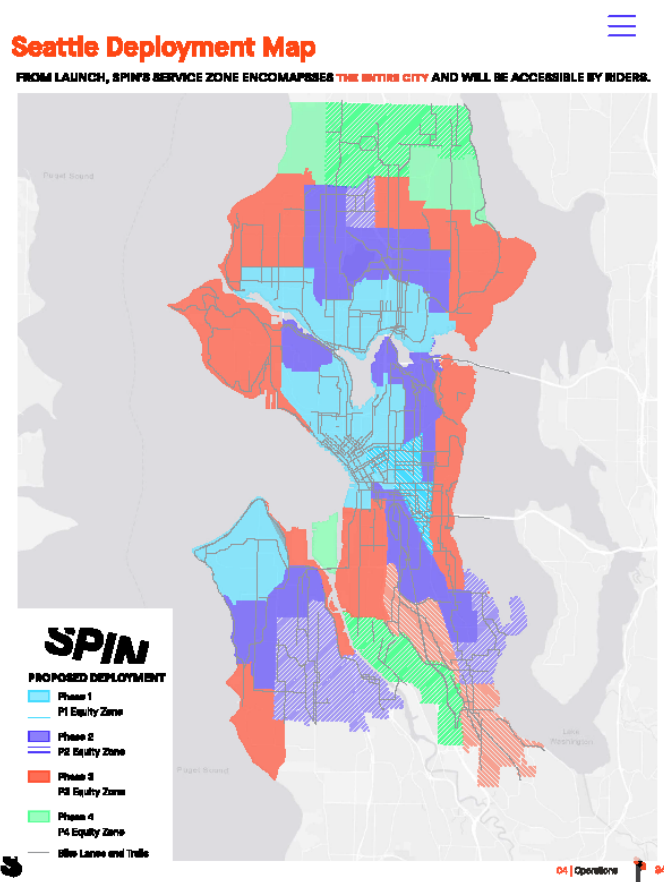 Seattle Deployment Map
FROM LAUNCH, SPIN'S SERVICE ZONE ENCOMAPSSES THE ENTIRE CITY AND WILL BE ACCESSIBLE BY RIDERS.
Puget Sound
SPIN
PROPOSED DEPLOYMENT
Phase 1
P1 Equity Zone
Phase 2
P2 Equity Zone
Phase 3
P3 Equity Zone
Phase 4
P4 Equity Zone
Bike Lanes and Trails
Lake
Washington
Puget Sound
S
04 | Operations